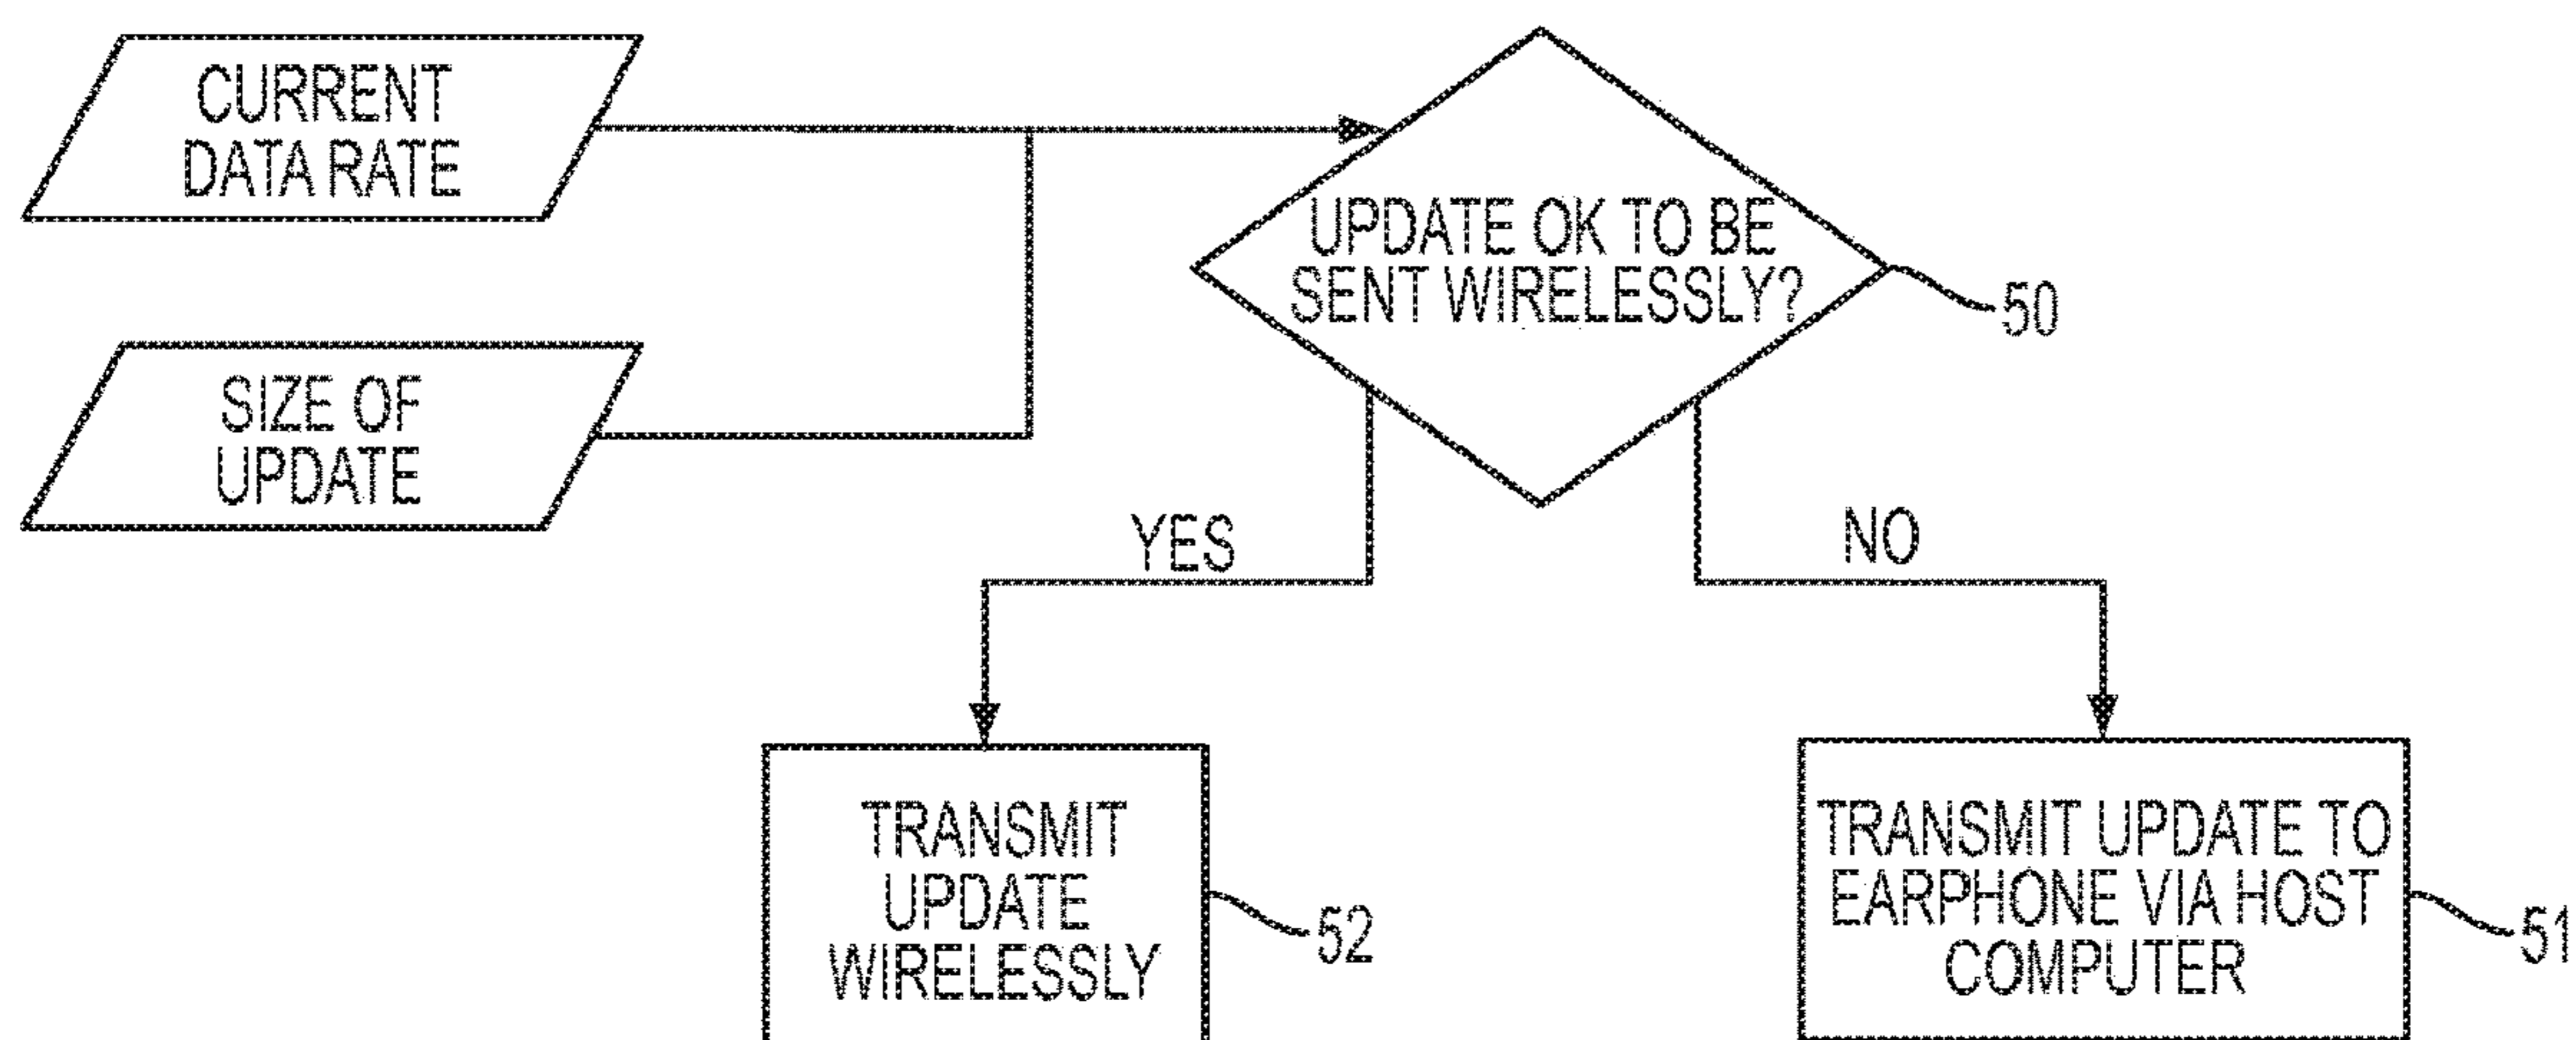 CURRENT
DATA RATE
UPDATE OK TO BE
SENT WIRELESSLY?
50
SIZE OF
UPDATE
YES
NO
TRANSMIT
UPDATE
WIRELESSLY
52
TRANSMIT UPDATE TO
EARPHONE VIA HOST
COMPUTER
51